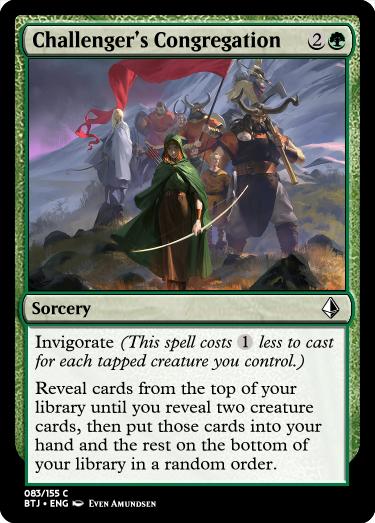 Challenger's Congregation 2
Sorcery
Invigorate (This spell costs 1 less to cast
for each tapped creature you control.)
Reveal cards from the top of your
library until you reveal two creature
cards, then put those cards into your
hand and the rest on the bottom of
your library in a random order.
083/155 C
BTJ • ENG Even Amundsen